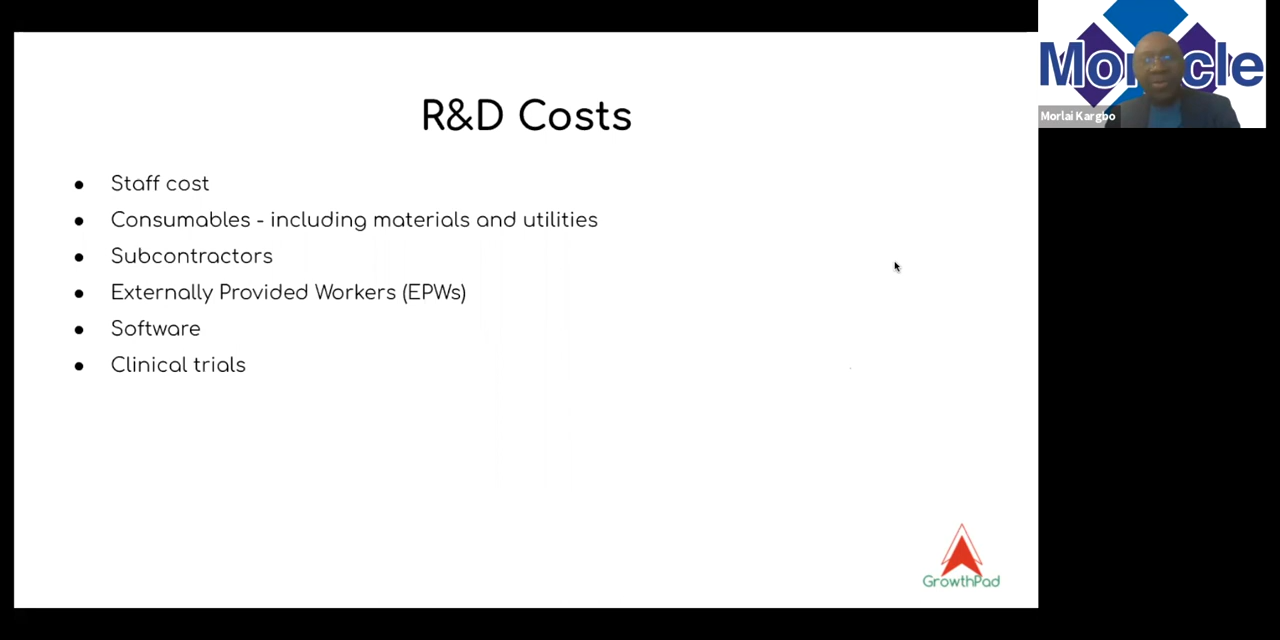 R&D Costs
● Staff cost
● Consumables - including materials and utilities
● Subcontractors
● Externally Provided Workers (EPWs)
● Software
● Clinical trials
GrowthPad
Morlai Kargbo